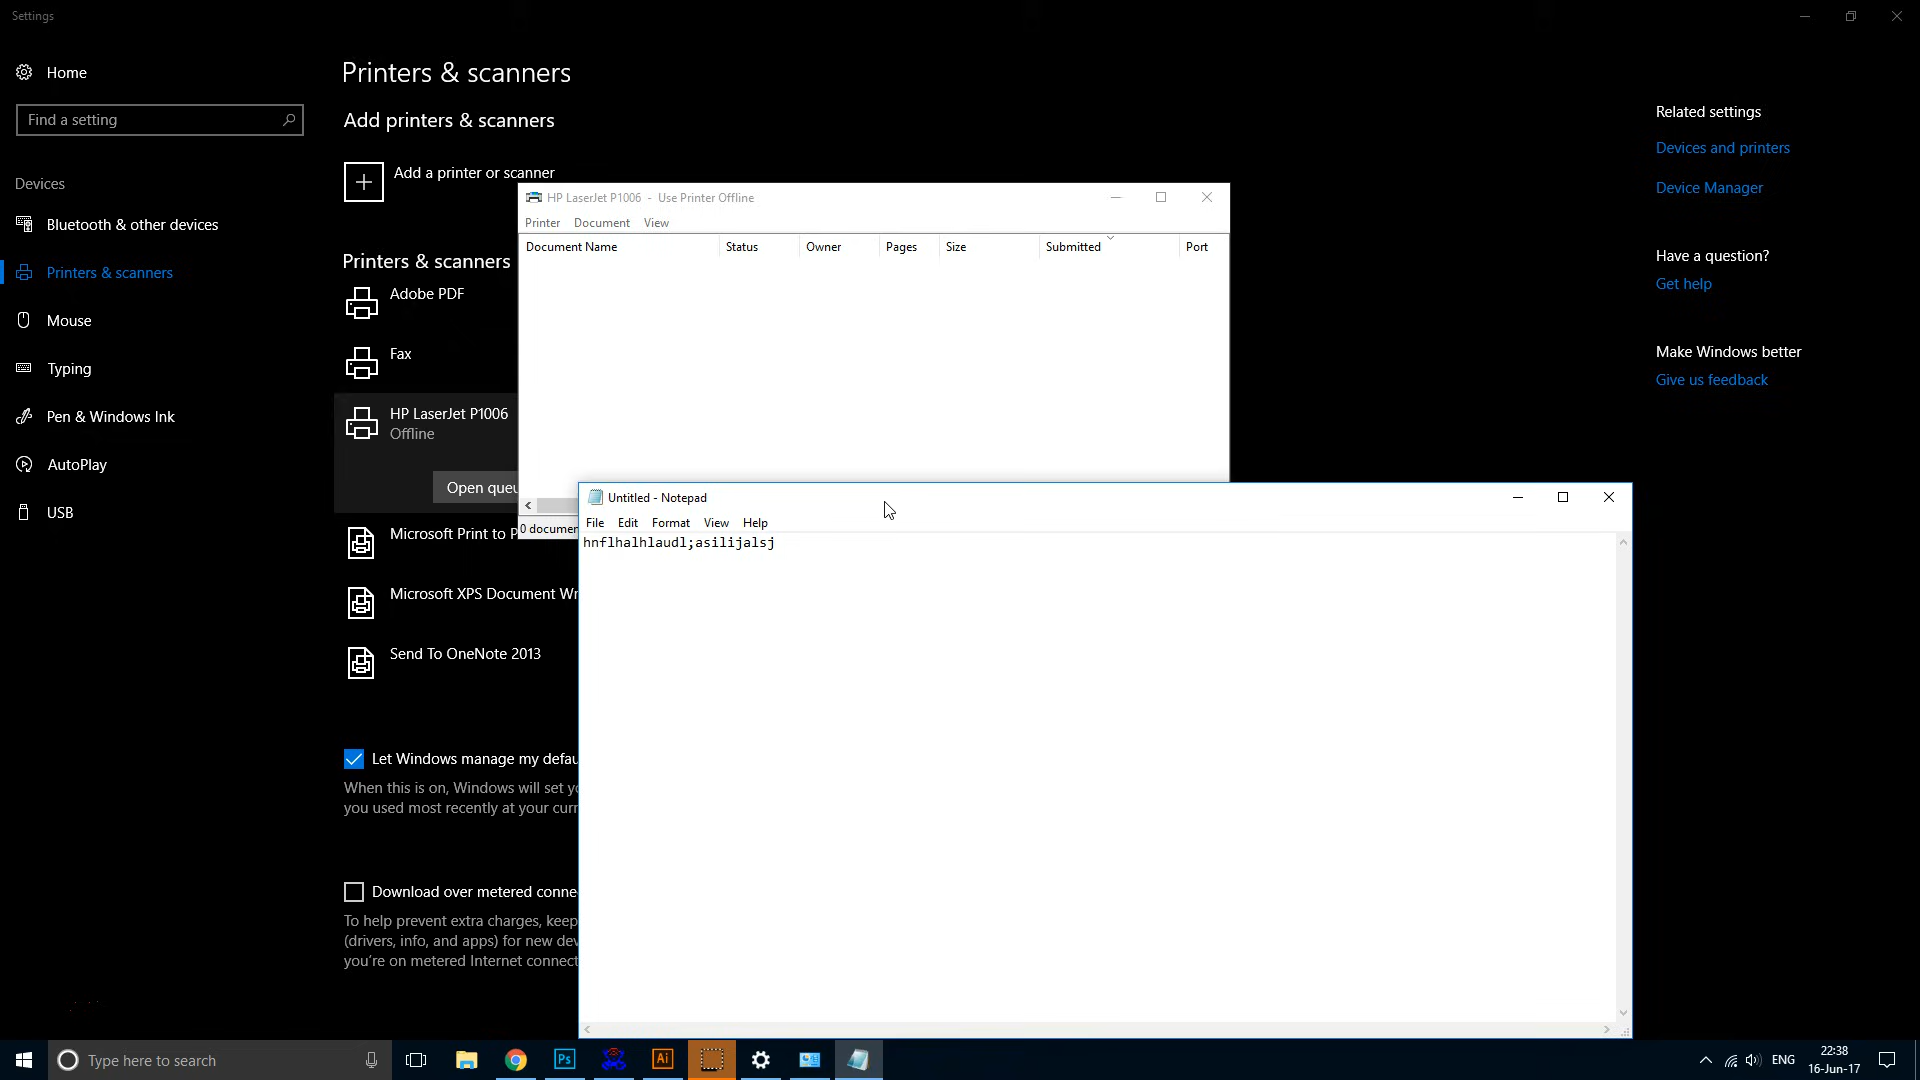 Settings
Home
Find a setting
Devices
Bluetooth & other devices
Printers & scanners
Mouse
Typing
Pen & Windows Ink
AutoPlay
USB
Printers & scanners
Add printers & scanners
Add a printer or scanner
Printers & scanners
Adobe PDF
Fax
HP LaserJet P1006
Offline
Open queu
Microsoft Print to P
Microsoft XPS Document Wr
Send To OneNote 2013
Let Windows manage my defau
When this is on, Windows will set yo
you used most recently at your curr
Download over metered conne
To help prevent extra charges, keep
(drivers, info, and apps) for new dev
you're on metered Internet connect
HP LaserJet P1006 - Use Printer Offline
Printer Document View
Document Name Status Owner Pages Size Submitted Port
0 documen
Untitled - Notepad
File Edit Format View Help
hnflhalhlaudl;asilijalsj
Related settings
Devices and printers
Device Manager
Have a question?
Get help
Make Windows better
Give us feedback
Type here to search
Ps
Ai
ENG
22:38
16-Jun-17